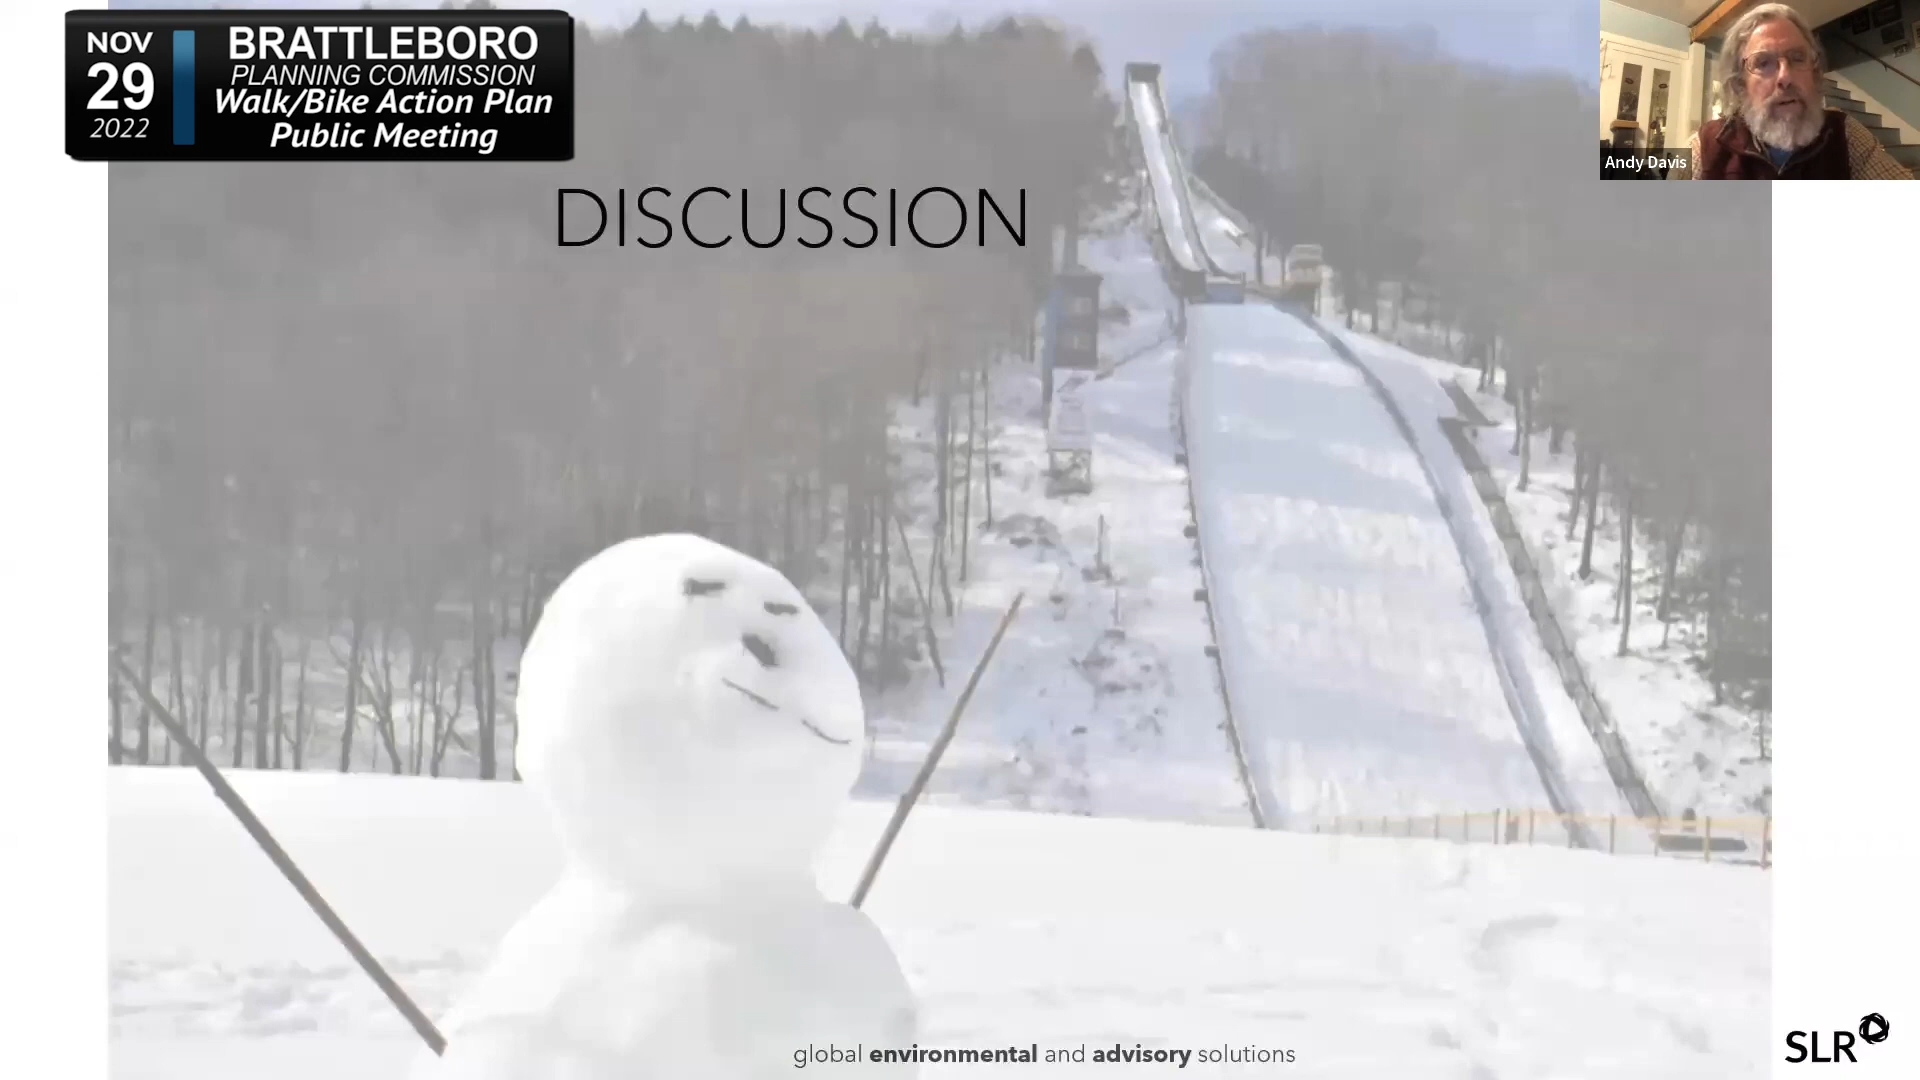 NOV
29
2022
BRATTLEBORO
PLANNING COMMISSION
Walk/Bike Action Plan
Public Meeting
Andy Davis
DISCUSSION
global environmental and advisory solutions
SLR